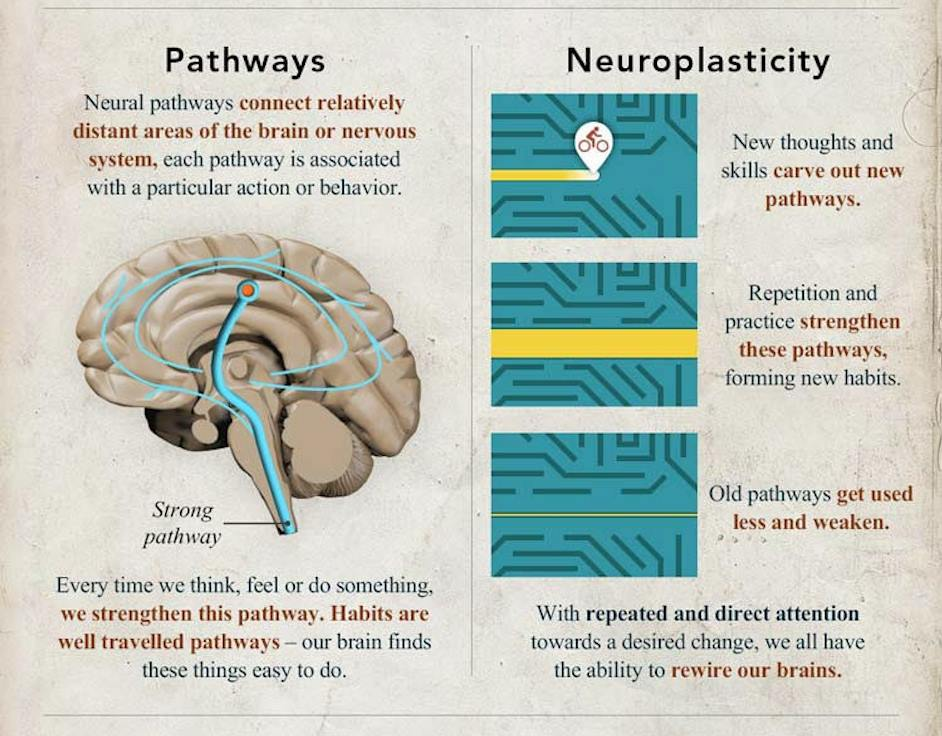 Pathways
Neural pathways connect relatively
distant areas of the brain or nervous
system, each pathway is associated
with a particular action or behavior.
Strong
pathway
Every time we think, feel or do something,
we strengthen this pathway. Habits are
well travelled pathways – our brain finds
these things easy to do.
Neuroplasticity
New thoughts and
skills carve out new
pathways.
Repetition and
practice strengthen
these pathways,
forming new habits.
Old pathways get used
less and weaken.
With repeated and direct attention
towards a desired change, we all have
the ability to rewire our brains.